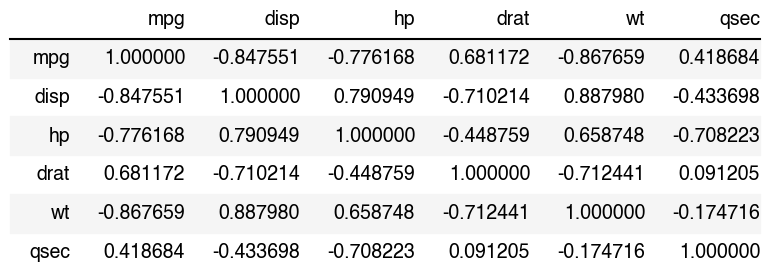 mpg disp hp drat wt qsec
mpg 1.000000 -0.847551 -0.776168 0.681172 -0.867659 0.418684
disp -0.847551 1.000000 0.790949 -0.710214 0.887980 -0.433698
hp -0.776168 0.790949 1.000000 -0.448759 0.658748 -0.708223
drat 0.681172 -0.710214 -0.448759 1.000000 -0.712441 0.091205
wt -0.867659 0.887980 0.658748 -0.712441 1.000000 -0.174716
qsec 0.418684 -0.433698 -0.708223 0.091205 -0.174716 1.000000